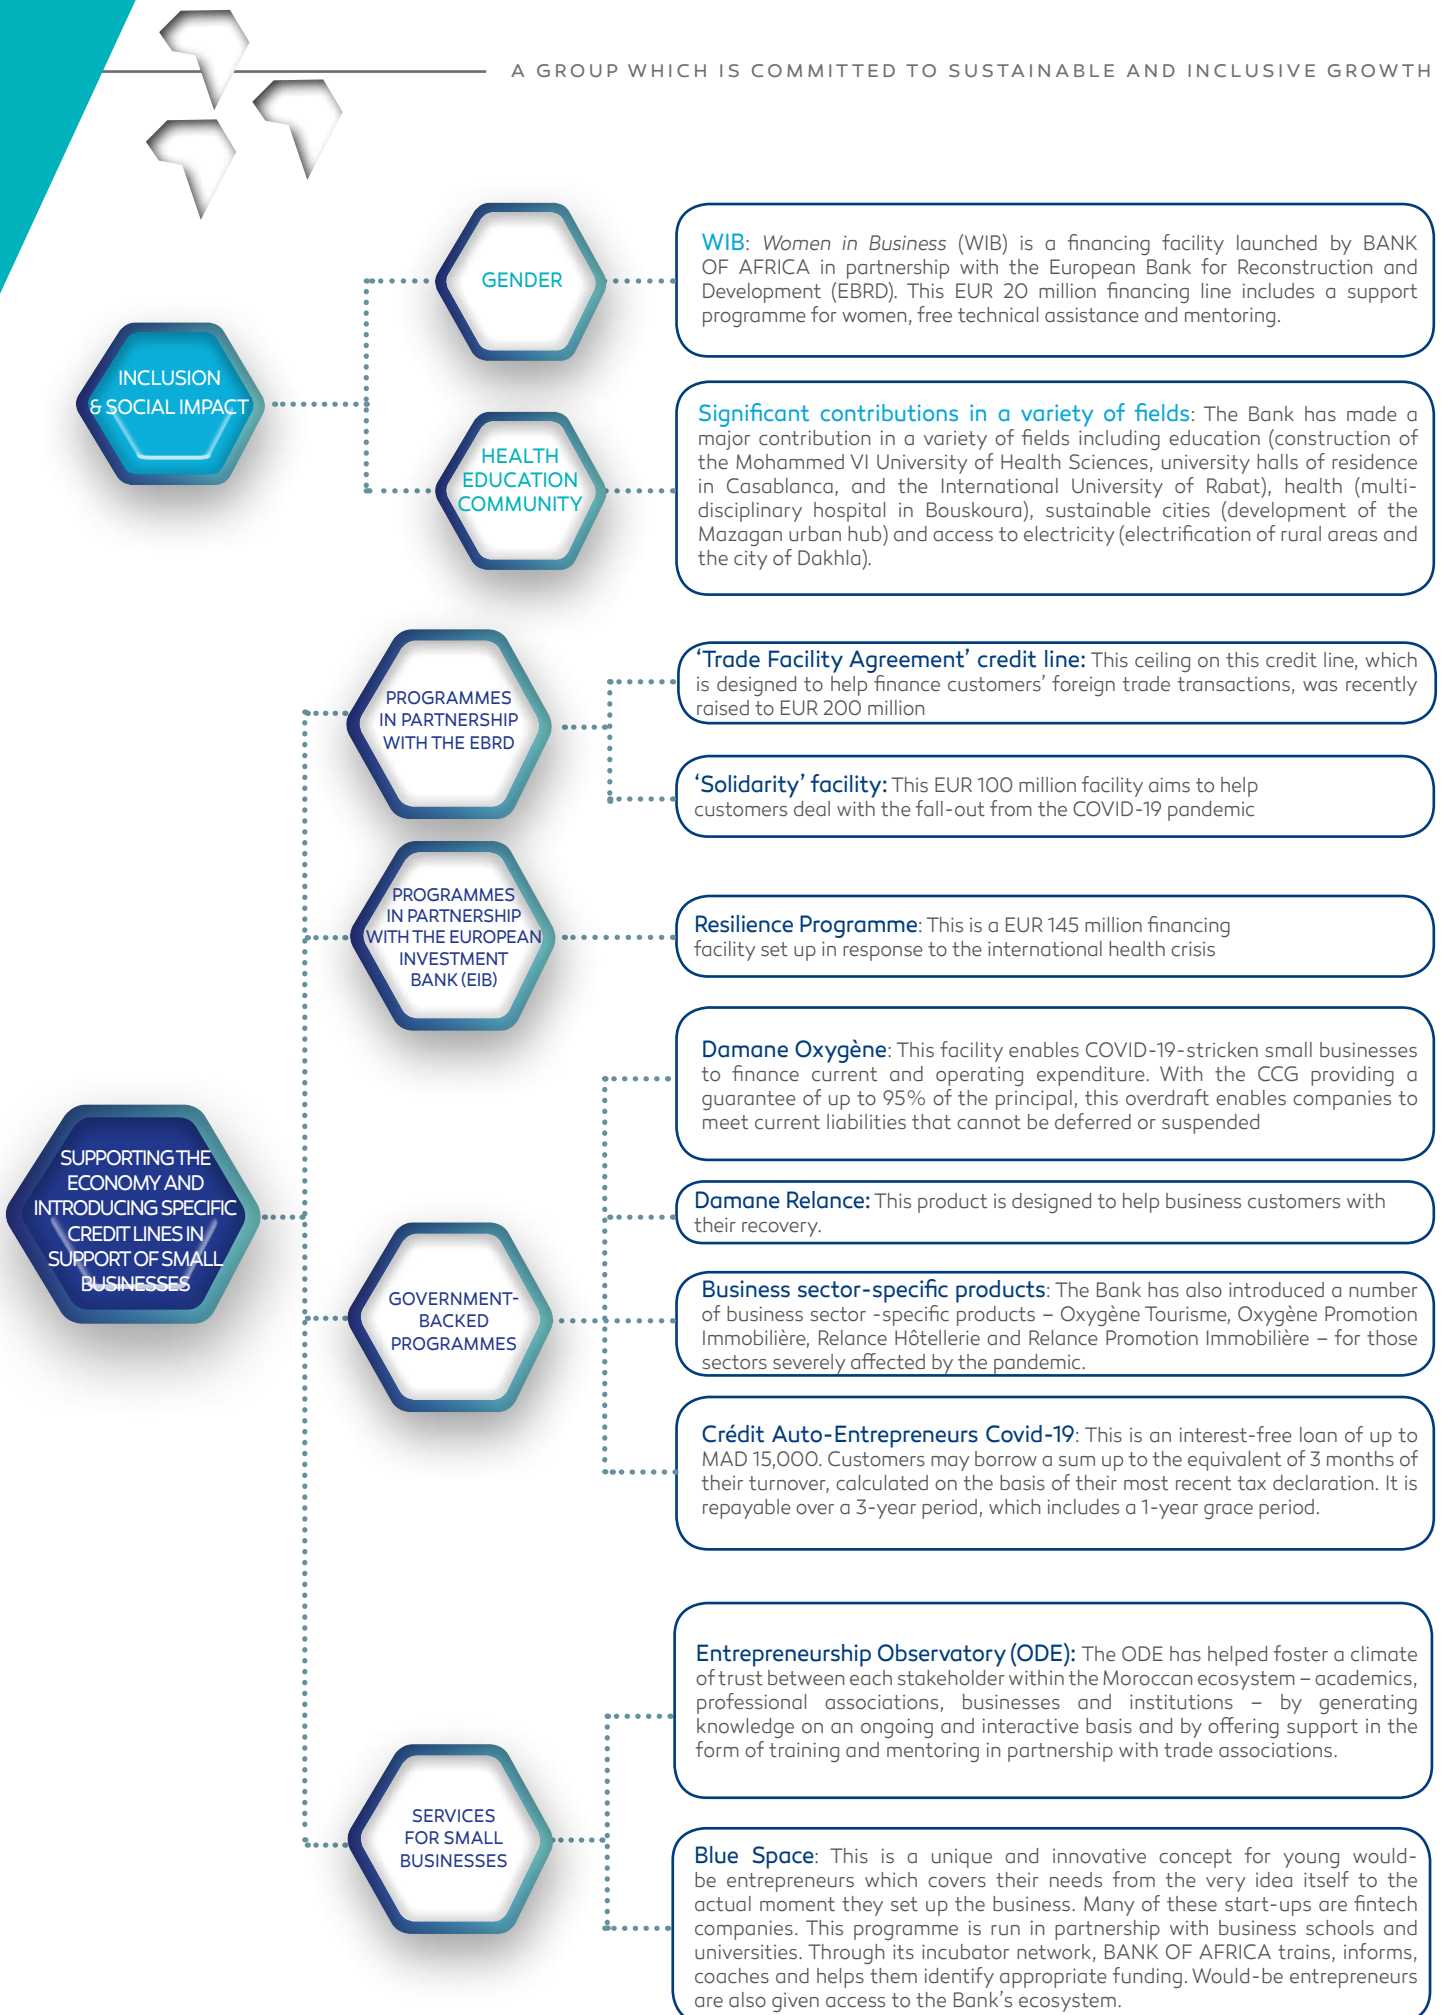 A GROUP WHICH IS COMMITTED TO SUSTAINABLE AND INCLUSIVE GROWTH
INCLUSION
& SOCIAL IMPACT
GENDER
WIB: Women in Business (WIB) is a financing facility launched by BANK
OF AFRICA in partnership with the European Bank for Reconstruction and
Development (EBRD). This EUR 20 million financing line includes a support
programme for women, free technical assistance and mentoring.
HEALTH
EDUCATION
COMMUNITY
Significant contributions in a variety of fields: The Bank has made a
major contribution in a variety of fields including education (construction of
the Mohammed VI University of Health Sciences, university halls of residence
in Casablanca, and the International University of Rabat), health (multi-
disciplinary hospital in Bouskoura), sustainable cities (development of the
Mazagan urban hub) and access to electricity (electrification of rural areas and
the city of Dakhla).
SUPPORTING THE
ECONOMY AND
INTRODUCING SPECIFIC
CREDIT LINES IN
SUPPORT OF SMALL
BUSINESSES
PROGRAMMES
IN PARTNERSHIP
WITH THE EBRD
'Trade Facility Agreement' credit line: This ceiling on this credit line, which
is designed to help finance customers' foreign trade transactions, was recently
raised to EUR 200 million
'Solidarity' facility: This EUR 100 million facility aims to help
customers deal with the fall-out from the COVID-19 pandemic
PROGRAMMES
IN PARTNERSHIP
WITH THE EUROPEAN
INVESTMENT
BANK (EIB)
Resilience Programme: This is a EUR 145 million financing
facility set up in response to the international health crisis
GOVERNMENT-
BACKED
PROGRAMMES
Damane Oxygène: This facility enables COVID-19-stricken small businesses
to finance current and operating expenditure. With the CCG providing a
guarantee of up to 95% of the principal, this overdraft enables companies to
meet current liabilities that cannot be deferred or suspended
Damane Relance: This product is designed to help business customers with
their recovery.
Business sector-specific products: The Bank has also introduced a number
of business sector -specific products – Oxygène Tourisme, Oxygène Promotion
Immobilière, Relance Hôtellerie and Relance Promotion Immobilière – for those
sectors severely affected by the pandemic.
Crédit Auto-Entrepreneurs Covid-19: This is an interest-free loan of up to
MAD 15,000. Customers may borrow a sum up to the equivalent of 3 months of
their turnover, calculated on the basis of their most recent tax declaration. It is
repayable over a 3-year period, which includes a 1-year grace period.
SERVICES
FOR SMALL
BUSINESSES
Entrepreneurship Observatory (ODE): The ODE has helped foster a climate
of trust between each stakeholder within the Moroccan ecosystem – academics,
professional associations, businesses and institutions – by generating
knowledge on an ongoing and interactive basis and by offering support in the
form of training and mentoring in partnership with trade associations.
Blue Space: This is a unique and innovative concept for young would-
be entrepreneurs which covers their needs from the very idea itself to the
actual moment they set up the business. Many of these start-ups are fintech
companies. This programme is run in partnership with business schools and
universities. Through its incubator network, BANK OF AFRICA trains, informs,
coaches and helps them identify appropriate funding. Would-be entrepreneurs
are also given access to the Bank's ecosystem.